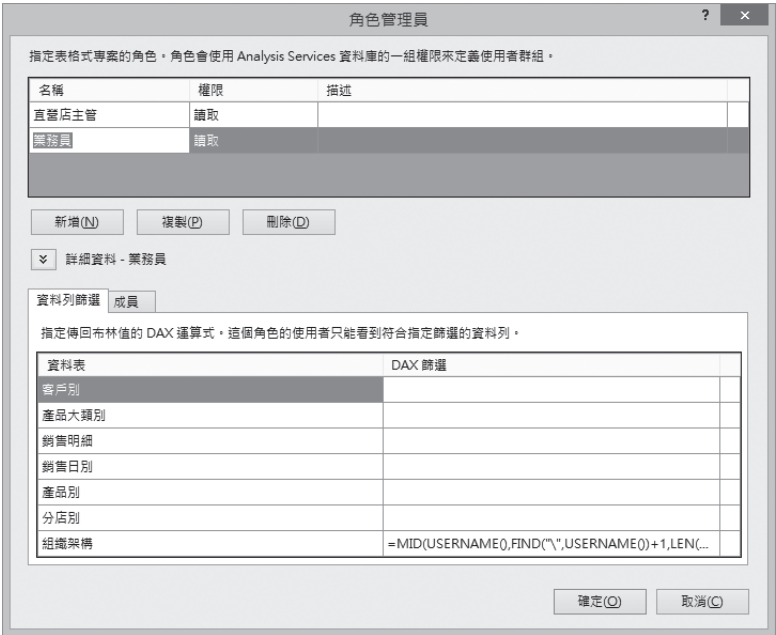 角色管理員
? ×
指定表格式專案的角色。角色會使用 Analysis Services 資料庫的一組權限來定義使用者群組。
名稱 權限 描述
直營店主管 讀取
業務員 讀取
新增(N) 複製(P) 刪除(D)
詳細資料 - 業務員
資料列篩選 成員
指定傳回布林值的 DAX 運算式。這個角色的使用者只能看到符合指定篩選的資料列。
資料表 DAX 篩選
客戶別
產品大類別
銷售明細
銷售日別
產品別
分店別
組織架構 =MID(USERNAME(),FIND("\",USERNAME())+1,LEN(...
確定(O) 取消(C)